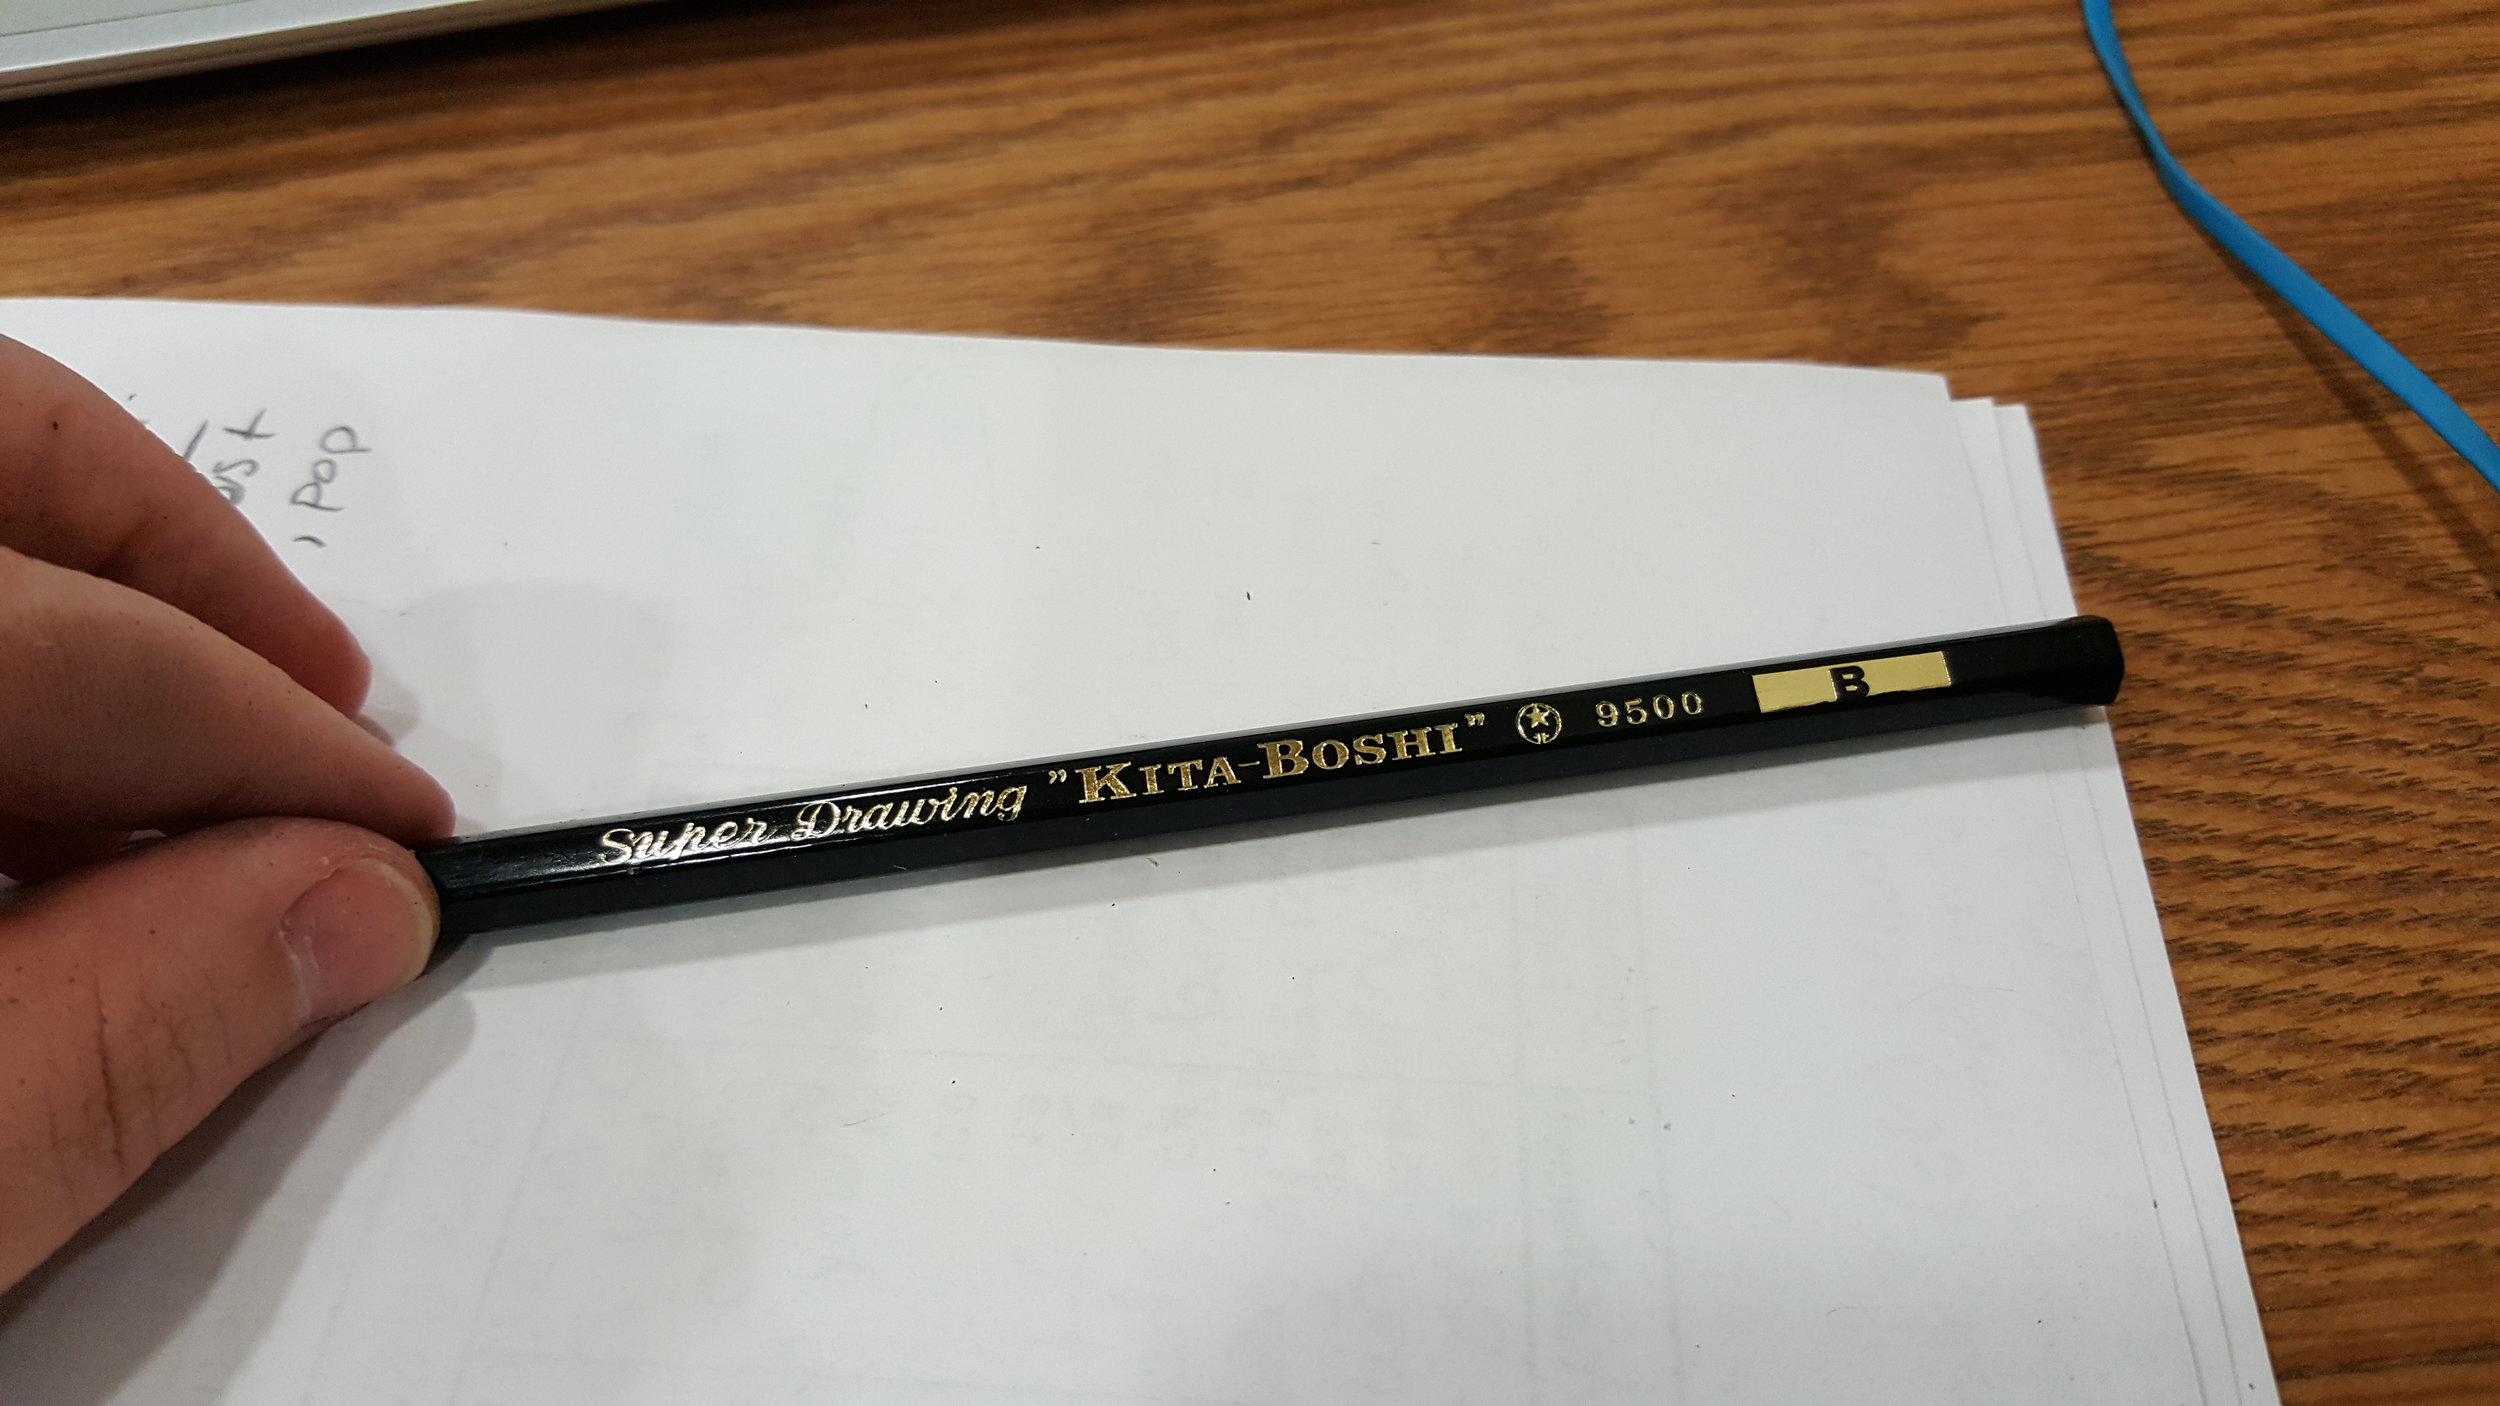 Super Drawing "KITA-BOSHI" 9500 B
, pop